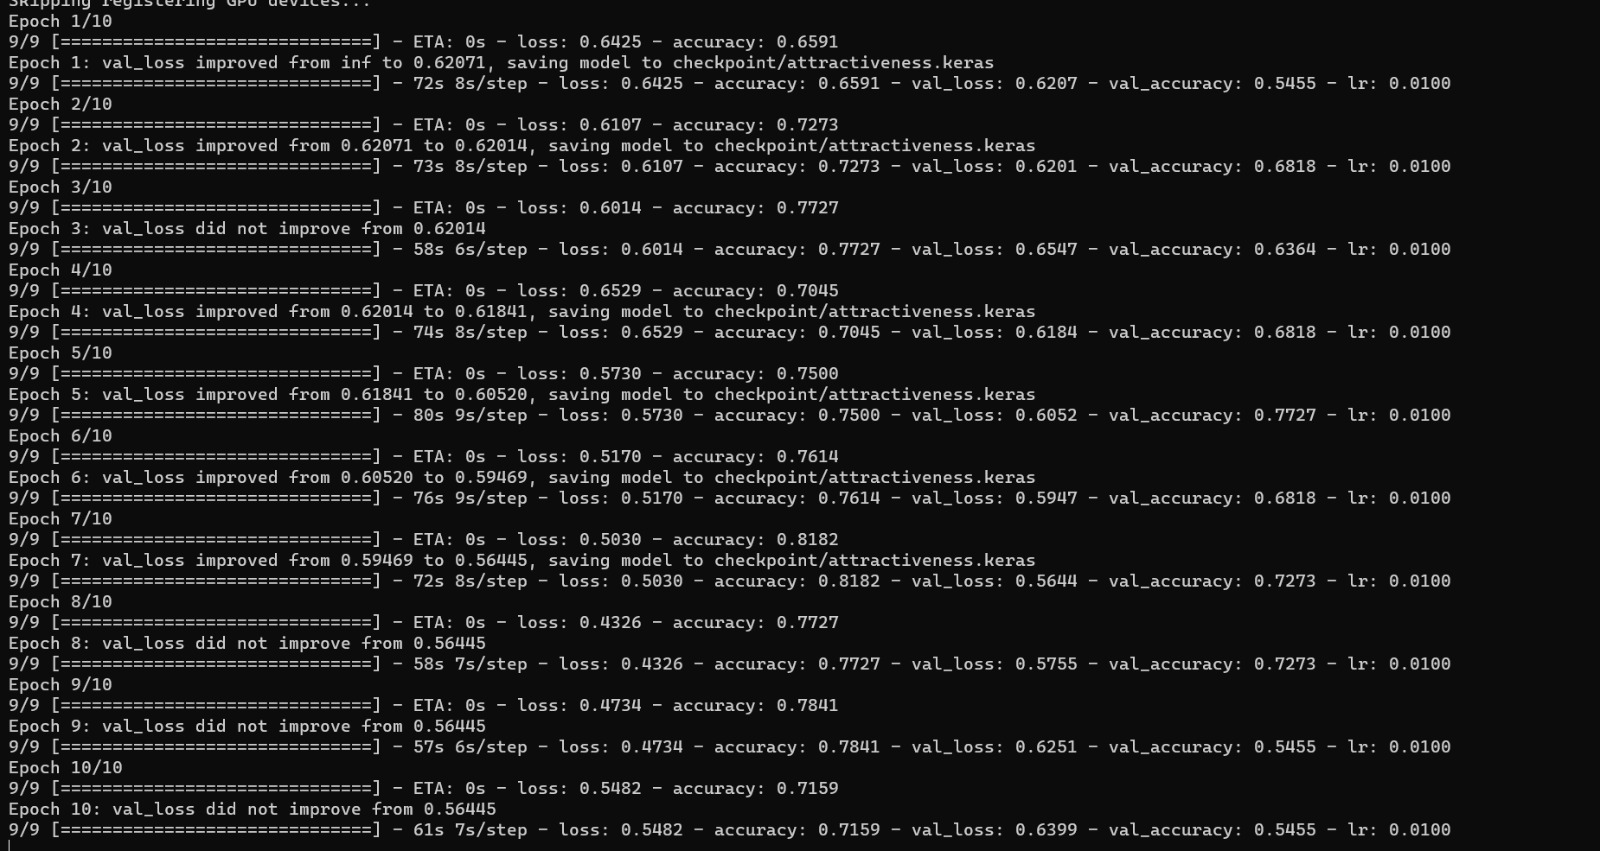 Skipping registering GPU devices...
Epoch 1/10
9/9 [==============================] - ETA: 0s - loss: 0.6425 - accuracy: 0.6591
Epoch 1: val_loss improved from inf to 0.62071, saving model to checkpoint/attractiveness.keras
9/9 [==============================] - 72s 8s/step - loss: 0.6425 - accuracy: 0.6591 - val_loss: 0.6207 - val_accuracy: 0.5455 - lr: 0.0100
Epoch 2/10
9/9 [==============================] - ETA: 0s - loss: 0.6107 - accuracy: 0.7273
Epoch 2: val_loss improved from 0.62071 to 0.62014, saving model to checkpoint/attractiveness.keras
9/9 [==============================] - 73s 8s/step - loss: 0.6107 - accuracy: 0.7273 - val_loss: 0.6201 - val_accuracy: 0.6818 - lr: 0.0100
Epoch 3/10
9/9 [==============================] - ETA: 0s - loss: 0.6014 - accuracy: 0.7727
Epoch 3: val_loss did not improve from 0.62014
9/9 [==============================] - 58s 6s/step - loss: 0.6014 - accuracy: 0.7727 - val_loss: 0.6547 - val_accuracy: 0.6364 - lr: 0.0100
Epoch 4/10
9/9 [==============================] - ETA: 0s - loss: 0.6529 - accuracy: 0.7045
Epoch 4: val_loss improved from 0.62014 to 0.61841, saving model to checkpoint/attractiveness.keras
9/9 [==============================] - 74s 8s/step - loss: 0.6529 - accuracy: 0.7045 - val_loss: 0.6184 - val_accuracy: 0.6818 - lr: 0.0100
Epoch 5/10
9/9 [==============================] - ETA: 0s - loss: 0.5730 - accuracy: 0.7500
Epoch 5: val_loss improved from 0.61841 to 0.60520, saving model to checkpoint/attractiveness.keras
9/9 [==============================] - 80s 9s/step - loss: 0.5730 - accuracy: 0.7500 - val_loss: 0.6052 - val_accuracy: 0.7727 - lr: 0.0100
Epoch 6/10
9/9 [==============================] - ETA: 0s - loss: 0.5170 - accuracy: 0.7614
Epoch 6: val_loss improved from 0.60520 to 0.59469, saving model to checkpoint/attractiveness.keras
9/9 [==============================] - 76s 9s/step - loss: 0.5170 - accuracy: 0.7614 - val_loss: 0.5947 - val_accuracy: 0.6818 - lr: 0.0100
Epoch 7/10
9/9 [==============================] - ETA: 0s - loss: 0.5030 - accuracy: 0.8182
Epoch 7: val_loss improved from 0.59469 to 0.56445, saving model to checkpoint/attractiveness.keras
9/9 [==============================] - 72s 8s/step - loss: 0.5030 - accuracy: 0.8182 - val_loss: 0.5644 - val_accuracy: 0.7273 - lr: 0.0100
Epoch 8/10
9/9 [==============================] - ETA: 0s - loss: 0.4326 - accuracy: 0.7727
Epoch 8: val_loss did not improve from 0.56445
9/9 [==============================] - 58s 7s/step - loss: 0.4326 - accuracy: 0.7727 - val_loss: 0.5755 - val_accuracy: 0.7273 - lr: 0.0100
Epoch 9/10
9/9 [==============================] - ETA: 0s - loss: 0.4734 - accuracy: 0.7841
Epoch 9: val_loss did not improve from 0.56445
9/9 [==============================] - 57s 6s/step - loss: 0.4734 - accuracy: 0.7841 - val_loss: 0.6251 - val_accuracy: 0.5455 - lr: 0.0100
Epoch 10/10
9/9 [==============================] - ETA: 0s - loss: 0.5482 - accuracy: 0.7159
Epoch 10: val_loss did not improve from 0.56445
9/9 [==============================] - 61s 7s/step - loss: 0.5482 - accuracy: 0.7159 - val_loss: 0.6399 - val_accuracy: 0.5455 - lr: 0.0100